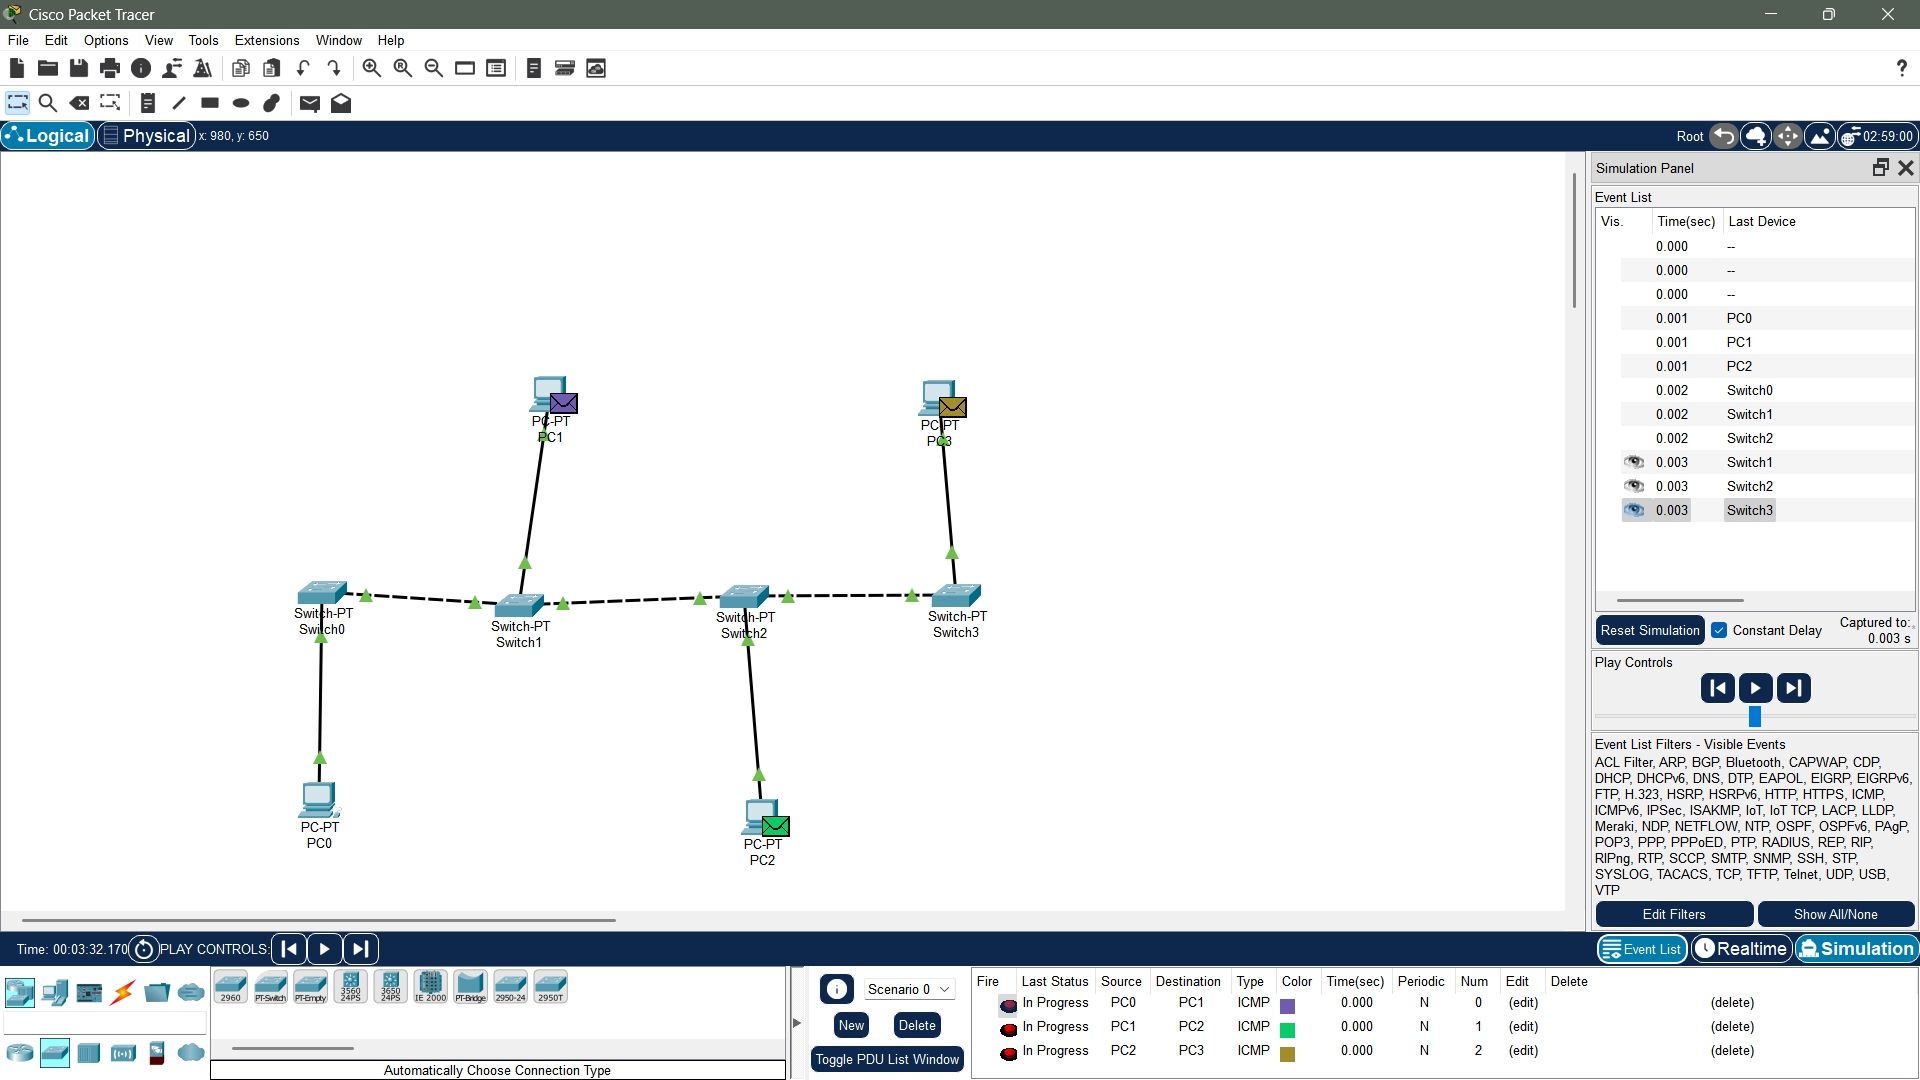 Cisco Packet Tracer
File Edit Options View Tools Extensions Window Help
?
Logical Physical x: 980, y: 650 Root 02:59:00
Simulation Panel
Event List
Vis. Time(sec) Last Device
0.000 --
0.000 --
0.000 --
0.001 PC0
0.001 PC1
0.001 PC2
0.002 Switch0
0.002 Switch1
0.002 Switch2
0.003 Switch1
0.003 Switch2
0.003 Switch3
Reset Simulation Constant Delay Captured to:
0.003 s
Play Controls
Event List Filters - Visible Events
ACL Filter, ARP, BGP, Bluetooth, CAPWAP, CDP,
DHCP, DHCPv6, DNS, DTP, EAPOL, EIGRP, EIGRPv6,
FTP, H.323, HSRP, HSRPv6, HTTP, HTTPS, ICMP,
ICMPv6, IPSec, ISAKMP, IoT, IoT TCP, LACP, LLDP,
Meraki, NDP, NETFLOW, NTP, OSPF, OSPFv6, PAgP,
POP3, PPP, PPPoED, PTP, RADIUS, REP, RIP,
RIPng, RTP, SCCP, SMTP, SNMP, SSH, STP,
SYSLOG, TACACS, TCP, TFTP, Telnet, UDP, USB,
VTP
Edit Filters Show All/None
PC-PT
PC1
PC-PT
PC3
Switch-PT
Switch0
Switch-PT
Switch1
Switch-PT
Switch2
Switch-PT
Switch3
PC-PT
PC0
PC-PT
PC2
Time: 00:03:32.170 PLAY CONTROLS: Event List Realtime Simulation
2960 PT-Switch PT-Empty 3560 24PS 3650 24PS IE 2000 PT-Bridge 2950-24 2950T
Automatically Choose Connection Type
Scenario 0
New Delete
Toggle PDU List Window
Fire Last Status Source Destination Type Color Time(sec) Periodic Num Edit Delete
In Progress PC0 PC1 ICMP 0.000 N 0 (edit) (delete)
In Progress PC1 PC2 ICMP 0.000 N 1 (edit) (delete)
In Progress PC2 PC3 ICMP 0.000 N 2 (edit) (delete)